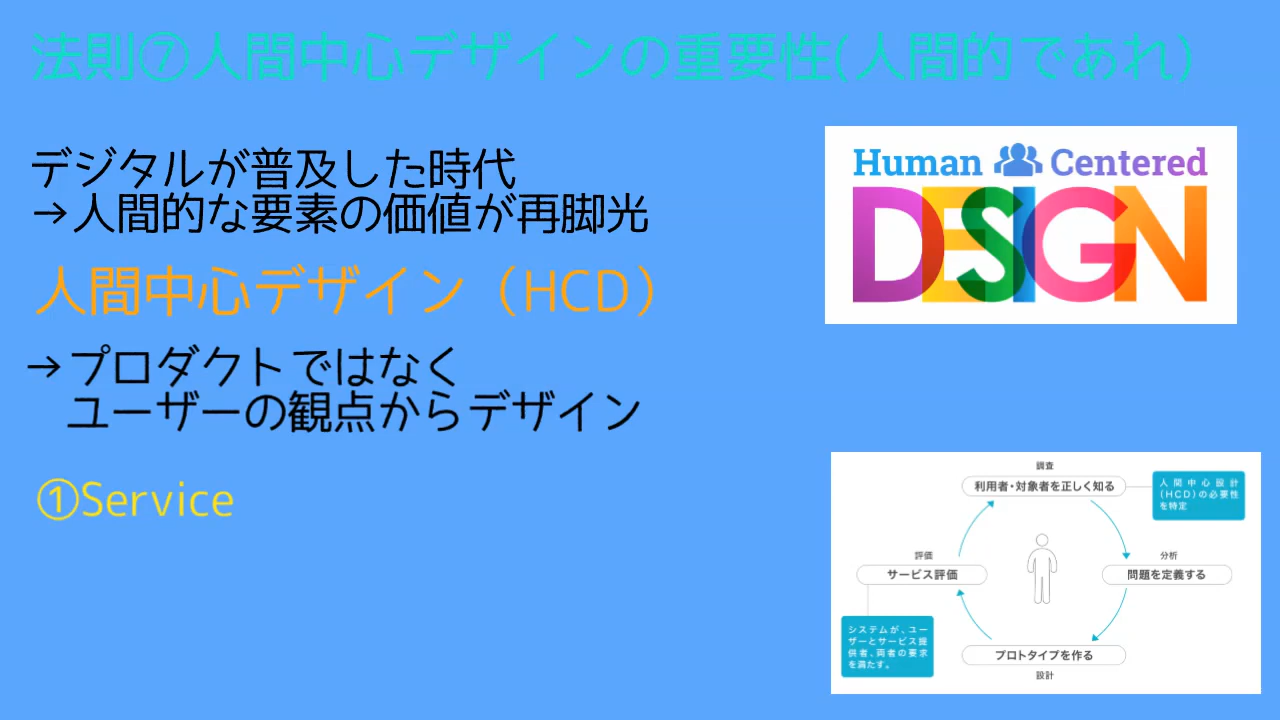 法則⑦人間中心デザインの重要性(人間的であれ)
デジタルが普及した時代
→人間的な要素の価値が再脚光
人間中心デザイン（HCD）
→プロダクトではなく
ユーザーの観点からデザイン
①Service
Human Centered
DESIGN
調査
利用者・対象者を正しく知る
人間中心設計
(HCD)の必要性
を特定
評価
サービス評価
分析
問題を定義する
システムが、ユー
ザーとサービス提
供者、両者の要求
を満たす。
プロトタイプを作る
設計